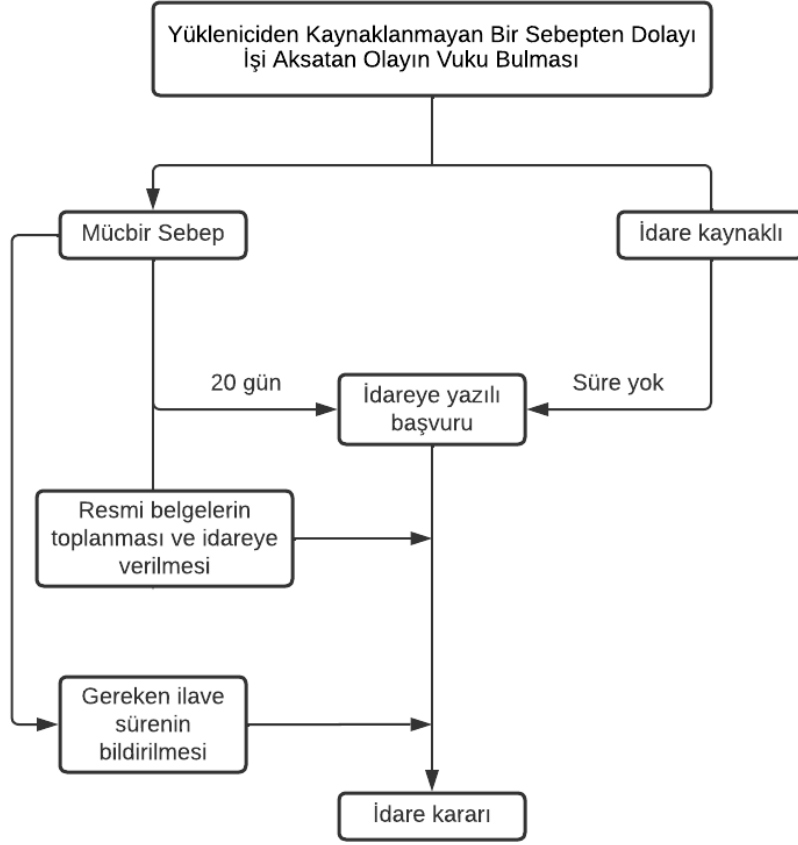 Yükleniciden Kaynaklanmayan Bir Sebepten Dolayı
İşi Aksatan Olayın Vuku Bulması
Mücbir Sebep
İdare kaynaklı
20 gün
Süre yok
İdareye yazılı
başvuru
Resmi belgelerin
toplanması ve idareye
verilmesi
Gereken ilave
sürenin
bildirilmesi
İdare kararı